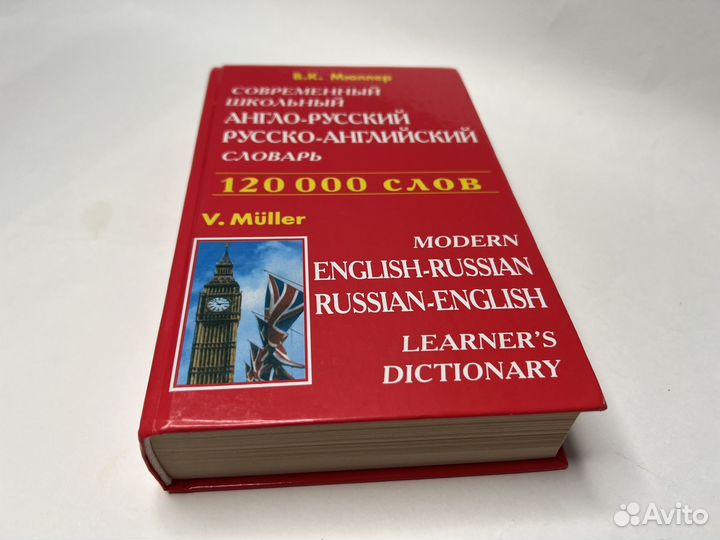 В.К. Мюллер
СОВРЕМЕННЫЙ
ШКОЛЬНЫЙ
АНГЛО-РУССКИЙ
РУССКО-АНГЛИЙСКИЙ
СЛОВАРЬ
120 000 СЛОВ
V. Müller
MODERN
ENGLISH-RUSSIAN
RUSSIAN-ENGLISH
LEARNER'S
DICTIONARY
Avito